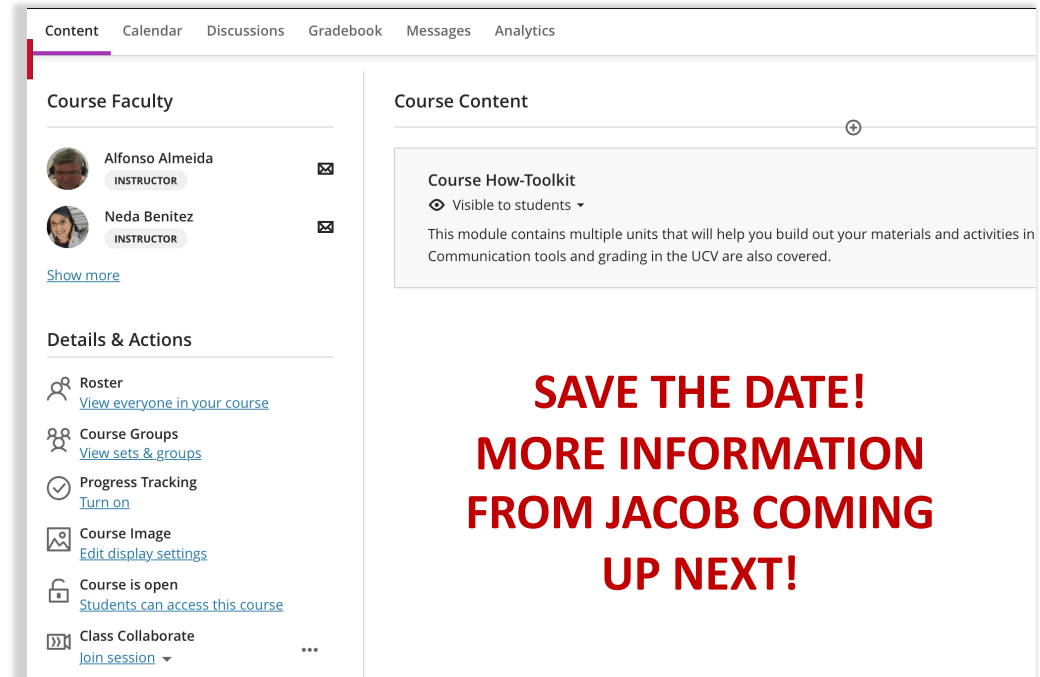 Content Calendar Discussions Gradebook Messages Analytics
Course Faculty
Alfonso Almeida
INSTRUCTOR
Neda Benitez
INSTRUCTOR
Show more
Details & Actions
Roster
View everyone in your course
Course Groups
View sets & groups
Progress Tracking
Turn on
Course Image
Edit display settings
Course is open
Students can access this course
Class Collaborate
Join session
Course Content
Course How-Toolkit
Visible to students
This module contains multiple units that will help you build out your materials and activities in
Communication tools and grading in the UCV are also covered.
SAVE THE DATE!
MORE INFORMATION
FROM JACOB COMING
UP NEXT!